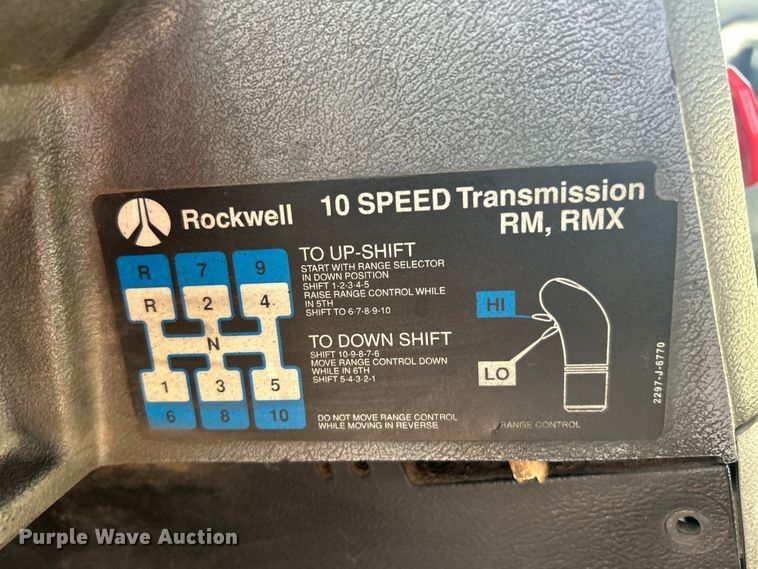 Rockwell
10 SPEED Transmission
RM, RMX
R 7 9
R 2 4
N
1 3 5
6 8 10
TO UP-SHIFT
START WITH RANGE SELECTOR
IN DOWN POSITION
SHIFT 1-2-3-4-5
RAISE RANGE CONTROL WHILE
IN 5TH
SHIFT TO 6-7-8-9-10
TO DOWN SHIFT
SHIFT 10-9-8-7-6
MOVE RANGE CONTROL DOWN
WHILE IN 6TH
SHIFT 5-4-3-2-1
DO NOT MOVE RANGE CONTROL
WHILE MOVING IN REVERSE
HI
LO
RANGE CONTROL
2297-J-6770
Purple Wave Auction